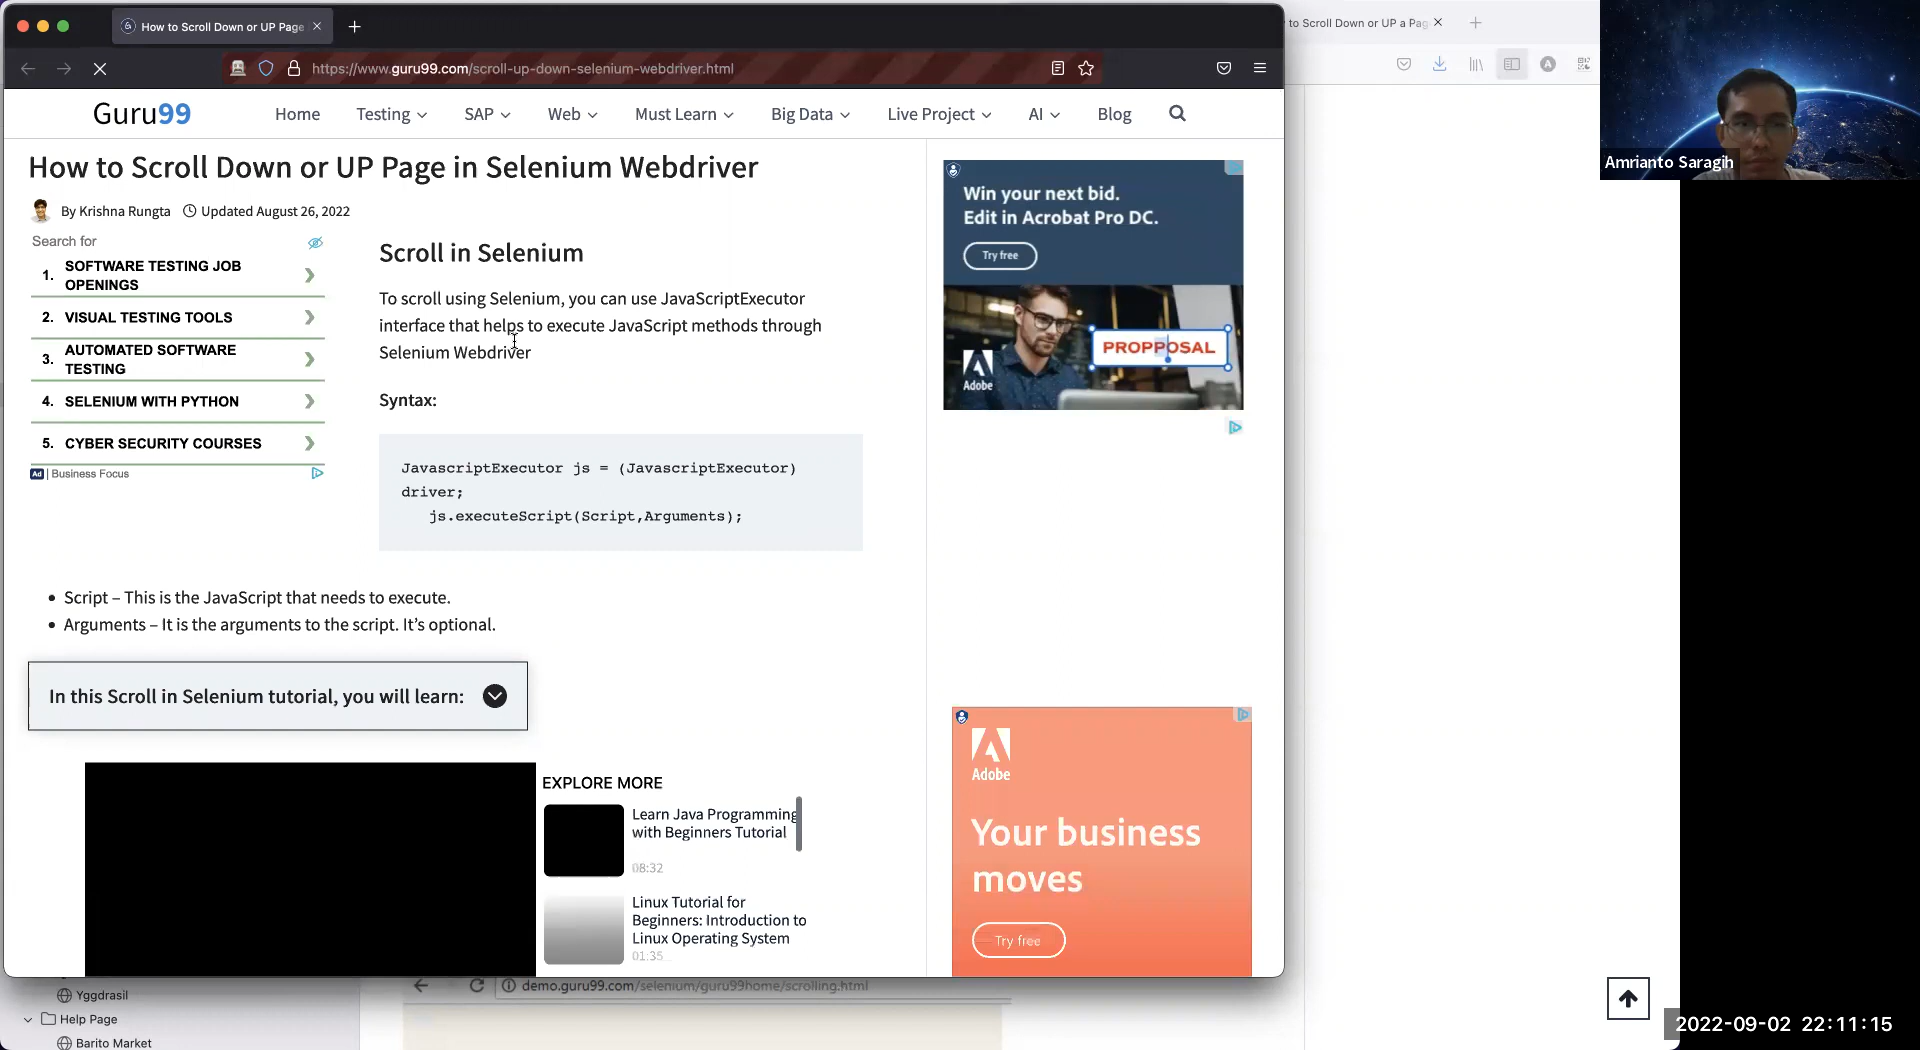 How to Scroll Down or UP Page
to Scroll Down or UP a Pag
https://www.guru99.com/scroll-up-down-selenium-webdriver.html
Guru99
Home
Testing
SAP
Web
Must Learn
Big Data
Live Project
AI
Blog
How to Scroll Down or UP Page in Selenium Webdriver
By Krishna Rungta
Updated August 26, 2022
Search for
1. SOFTWARE TESTING JOB
OPENINGS
2. VISUAL TESTING TOOLS
3. AUTOMATED SOFTWARE
TESTING
4. SELENIUM WITH PYTHON
5. CYBER SECURITY COURSES
Ad | Business Focus
Scroll in Selenium
To scroll using Selenium, you can use JavaScriptExecutor
interface that helps to execute JavaScript methods through
Selenium Webdriver
Syntax:
JavascriptExecutor js = (JavascriptExecutor)
driver;
js.executeScript(Script,Arguments);
• Script – This is the JavaScript that needs to execute.
• Arguments – It is the arguments to the script. It’s optional.
In this Scroll in Selenium tutorial, you will learn:
EXPLORE MORE
Learn Java Programming
with Beginners Tutorial
08:32
Linux Tutorial for
Beginners: Introduction to
Linux Operating System
01:35
Win your next bid.
Edit in Acrobat Pro DC.
Try free
PROPPOSAL
Adobe
Adobe
Your business
moves
Try free
Amrianto Saragih
demo.guru99.com/selenium/guru99home/scrolling.html
Yggdrasil
Help Page
Barito Market
2022-09-02 22:11:15